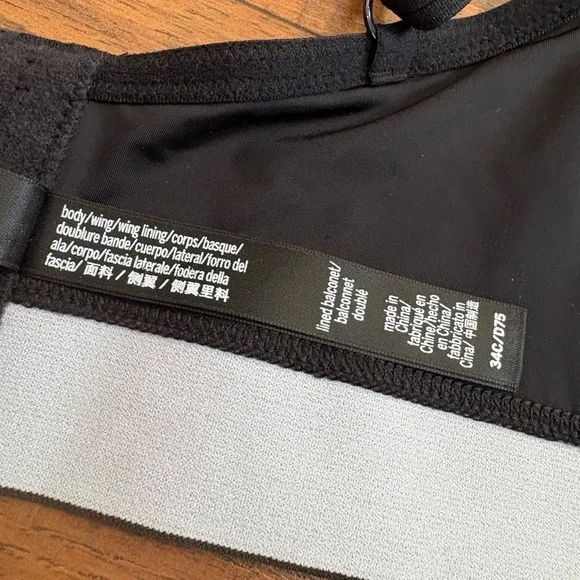 body/wing/wing lining/corps/basque/
doublure bande/cuerpo/lateral/forro del
ala/corpo/fascia laterale/fodera della
fascia/ 面料 / 侧翼 / 侧翼里料
lined balconet/
balconnet
doublé
made in
China/
fabriqué en
Chine/hecho
en China/
fabbricato in
Cina/ 中国制造
34C/D75